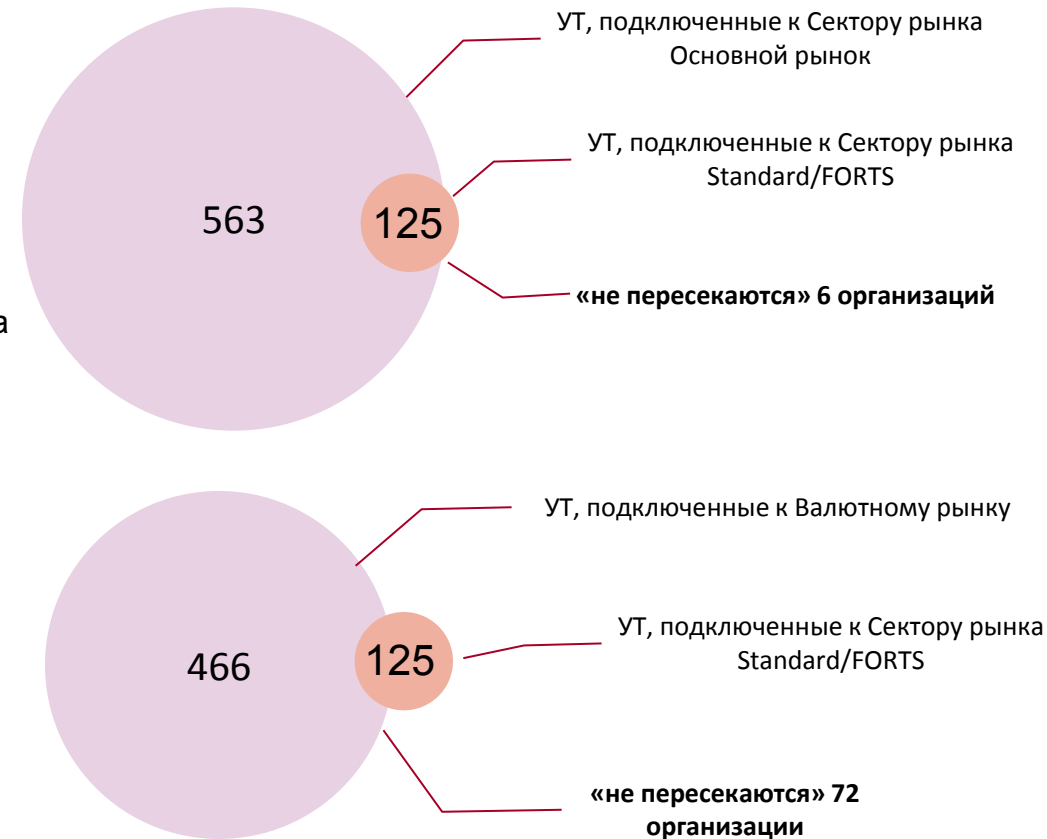 УТ, подключенные к Сектору рынка
Основной рынок
УТ, подключенные к Сектору рынка
Standard/FORTS
563
125
«не пересекаются» 6 организаций
а
УТ, подключенные к Валютному рынку
УТ, подключенные к Сектору рынка
Standard/FORTS
466
125
«не пересекаются» 72
организации